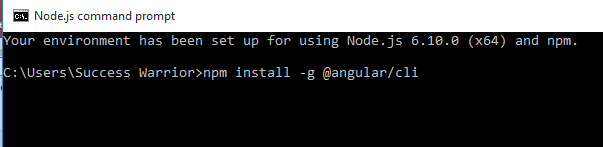 Node.js command prompt
Your environment has been set up for using Node.js 6.10.0 (x64) and npm.
C:\Users\Success Warrior>npm install -g @angular/cli